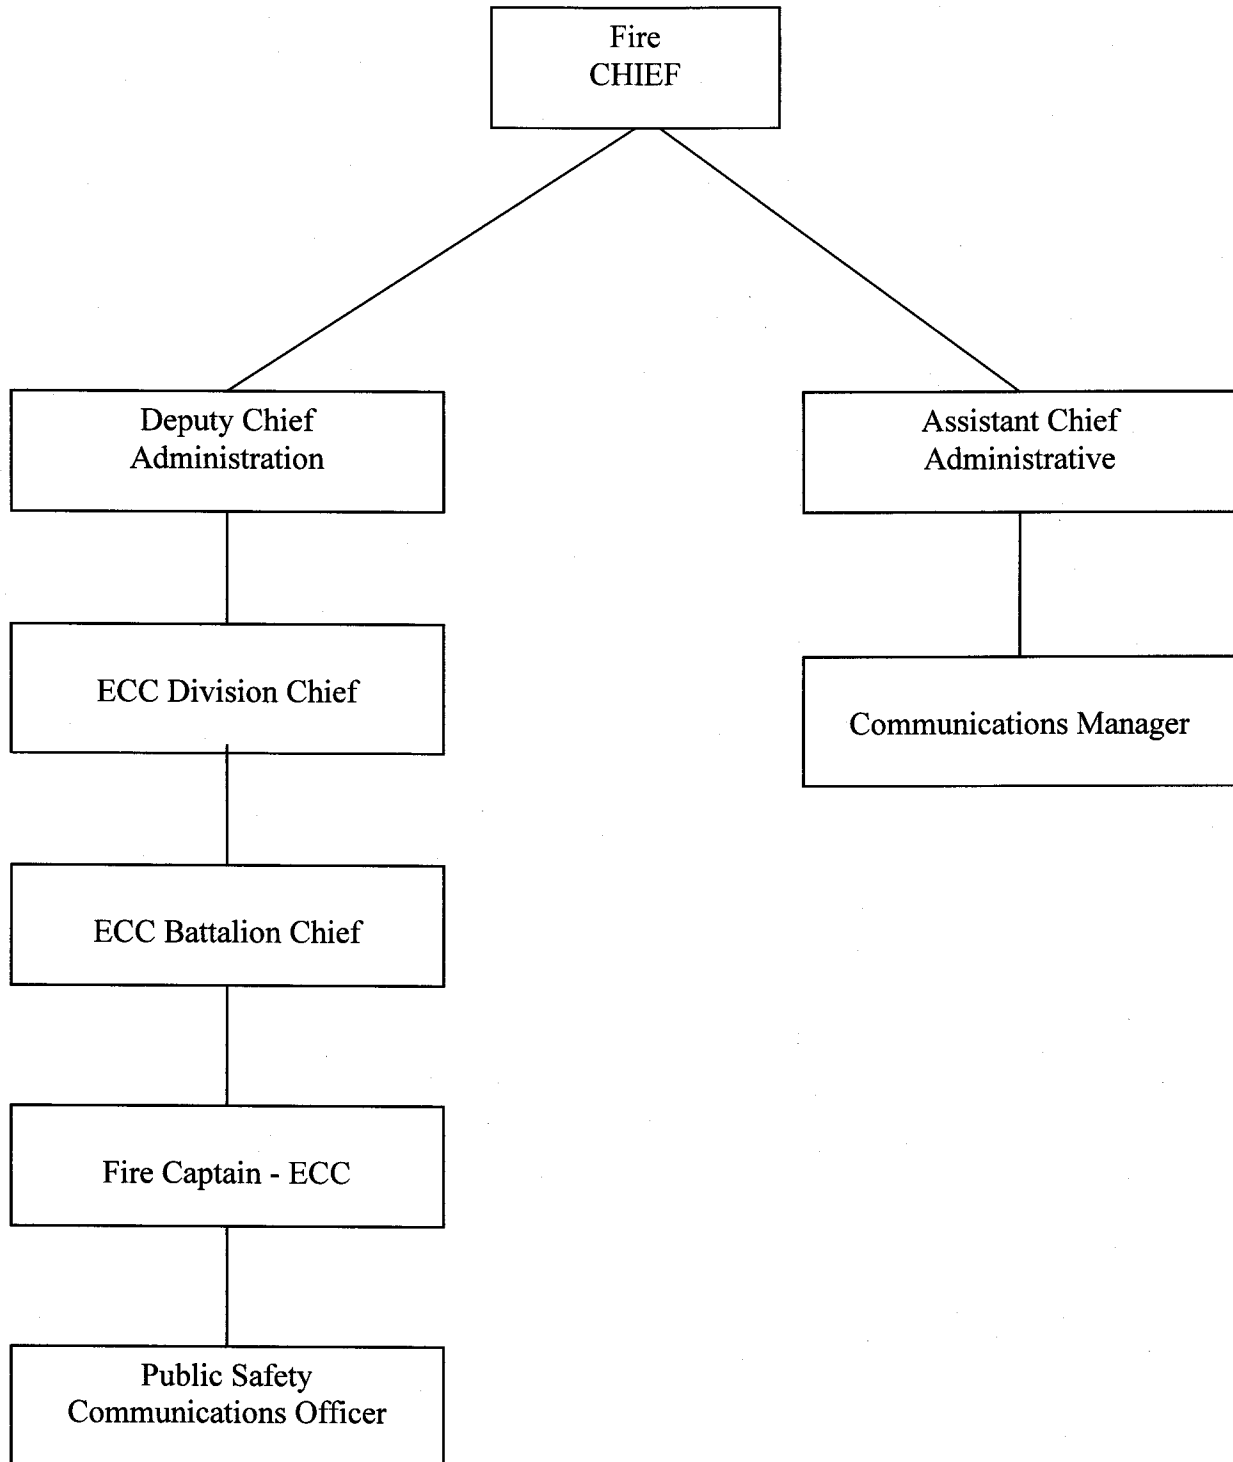 Fire
CHIEF
Deputy Chief
Administration
Assistant Chief
Administrative
ECC Division Chief
Communications Manager
ECC Battalion Chief
Fire Captain - ECC
Public Safety
Communications Officer